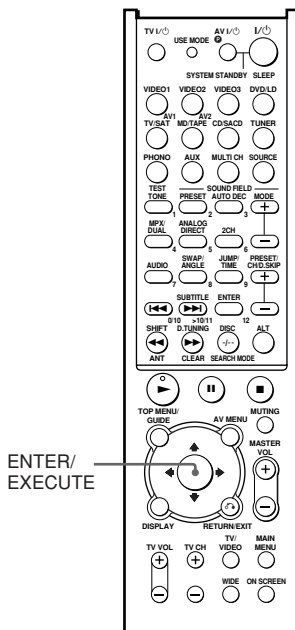 TV I/⏻ AV I/⏻ I/⏻
USE MODE P
SYSTEM STANDBY SLEEP
VIDEO1 VIDEO2 VIDEO3 DVD/LD
AV1 AV2
TV/SAT MD/TAPE CD/SACD TUNER
PHONO AUX MULTI CH SOURCE
TEST TONE PRESET SOUND FIELD AUTO DEC MODE
+
1 2 3
MPX/DUAL ANALOG DIRECT 2CH
−
4 5 6
AUDIO SWAP/ANGLE JUMP/TIME PRESET/CH/D.SKIP
+
7 8 9
SUBTITLE ENTER
−
0/10 >10/11 12
SHIFT D.TUNING DISC ALT
-/--
ANT CLEAR SEARCH MODE
TOP MENU/GUIDE AV MENU MUTING
MASTER VOL
+
−
ENTER/
EXECUTE
DISPLAY RETURN/EXIT
TV VOL TV CH TV/VIDEO MAIN MENU
+ +
WIDE ON SCREEN
− −